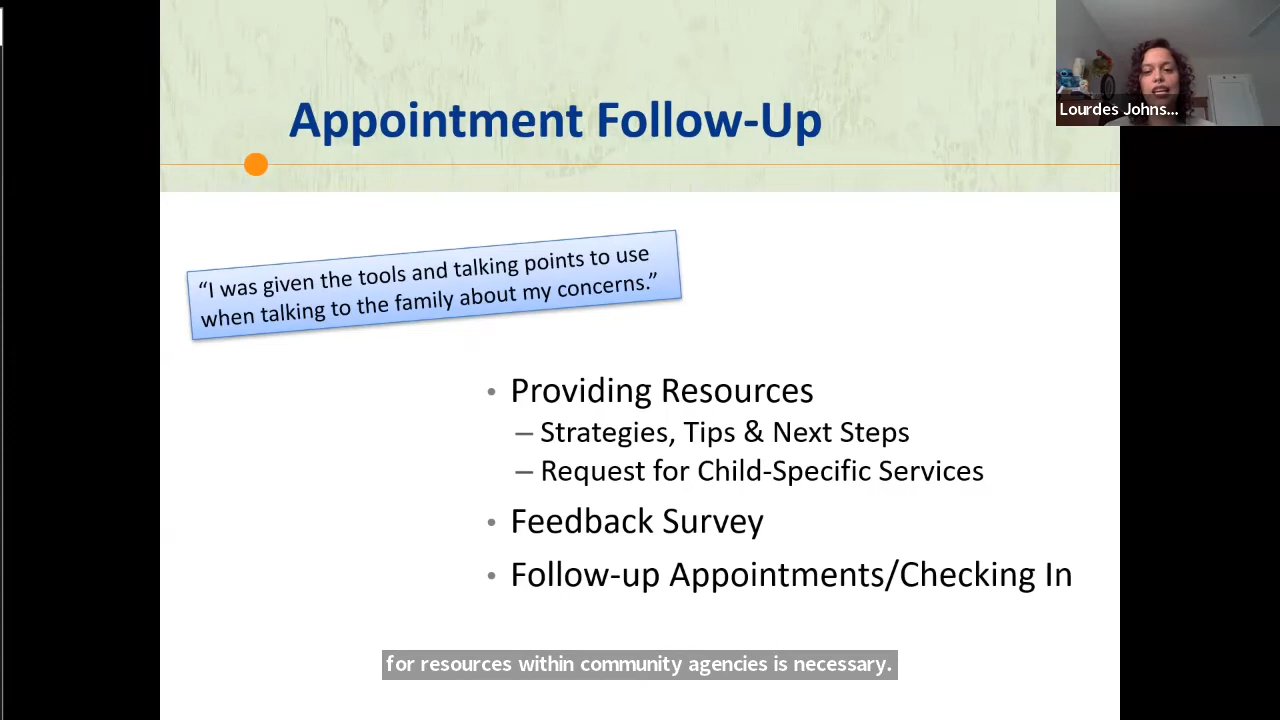 Appointment Follow-Up
Lourdes Johns...
“I was given the tools and talking points to use
when talking to the family about my concerns.”
• Providing Resources
– Strategies, Tips & Next Steps
– Request for Child-Specific Services
• Feedback Survey
• Follow-up Appointments/Checking In
for resources within community agencies is necessary.